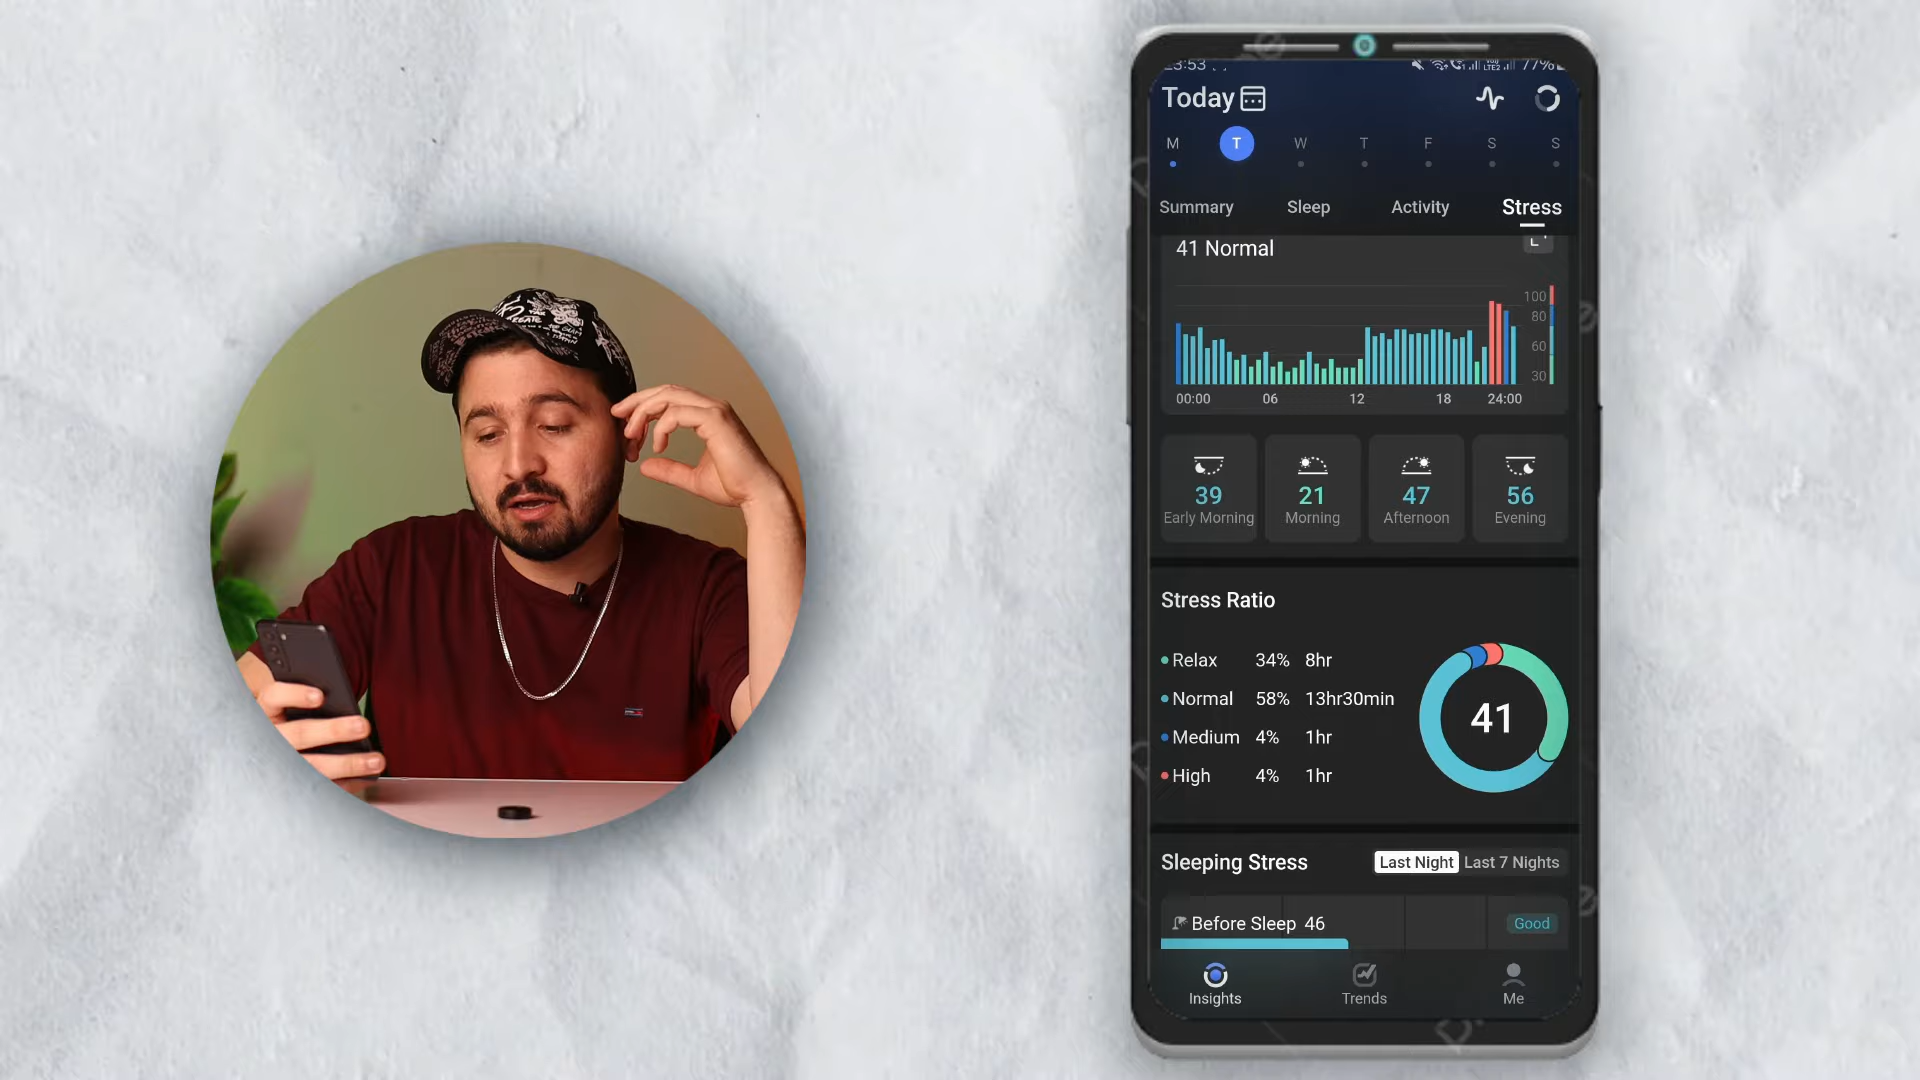 Today
M T W T F S S
Summary Sleep Activity Stress
41 Normal
100
80
60
30
00:00 06 12 18 24:00
39 21 47 56
Early Morning Morning Afternoon Evening
Stress Ratio
Relax 34% 8hr
Normal 58% 13hr30min
Medium 4% 1hr
High 4% 1hr
41
Sleeping Stress Last Night Last 7 Nights
Before Sleep 46 Good
Insights Trends Me